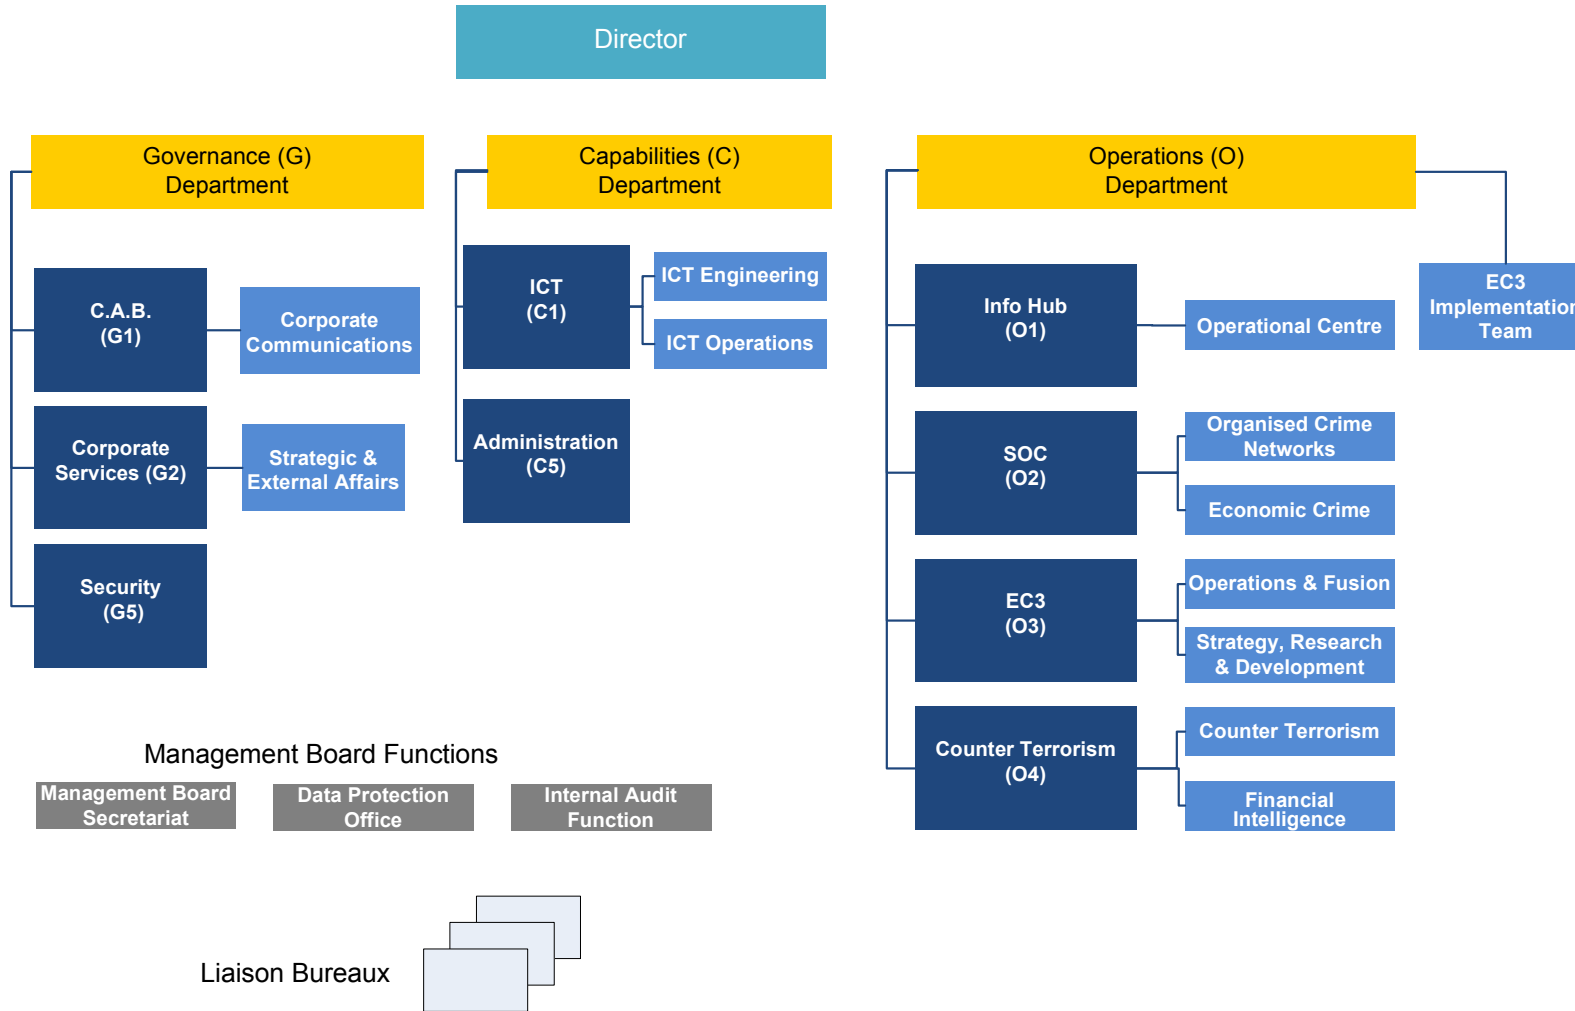 Director
Governance (G)
Department
C.A.B.
(G1)
Corporate
Communications
Corporate
Services (G2)
Strategic &
External Affairs
Security
(G5)
Capabilities (C)
Department
ICT
(C1)
ICT Engineering
ICT Operations
Administration
(C5)
Operations (O)
Department
Info Hub
(O1)
Operational Centre
EC3
Implementation
Team
SOC
(O2)
Organised Crime
Networks
Economic Crime
EC3
(O3)
Operations & Fusion
Strategy, Research
& Development
Counter Terrorism
(O4)
Counter Terrorism
Financial
Intelligence
Management Board Functions
Management Board
Secretariat
Data Protection
Office
Internal Audit
Function
Liaison Bureaux